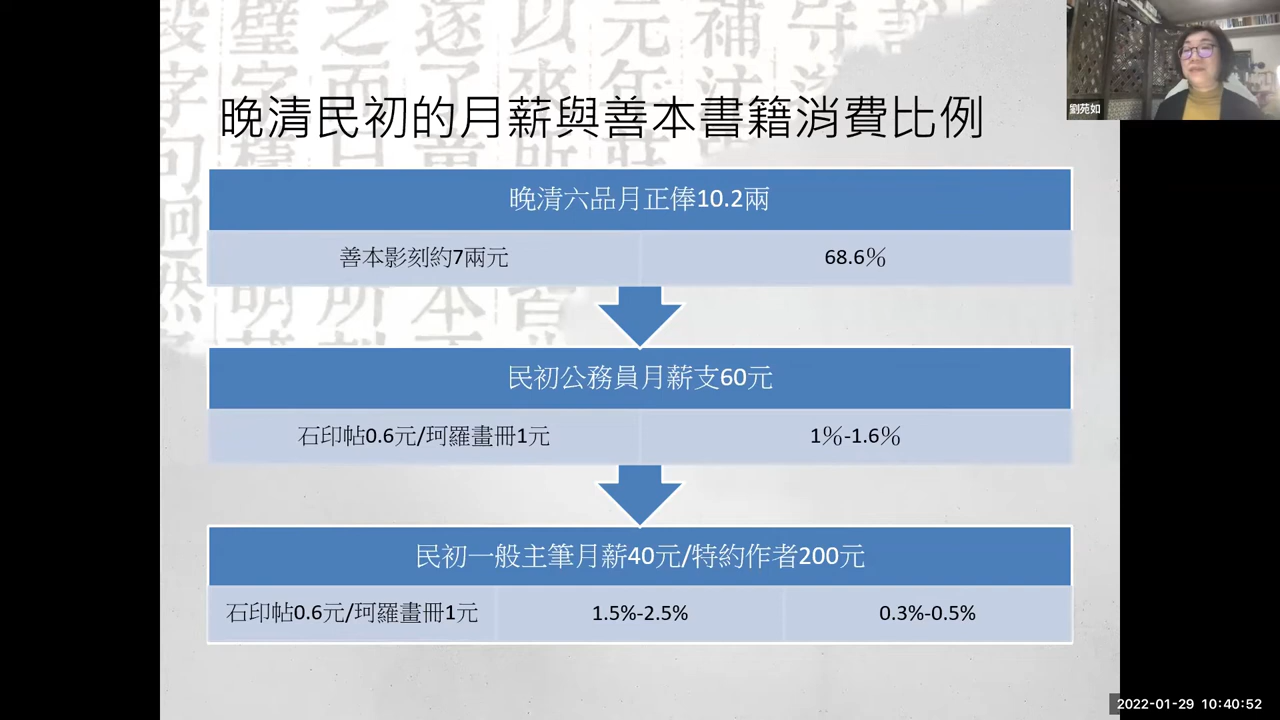 晚清民初的月薪與善本書籍消費比例
劉苑如
晚清六品月正俸10.2兩
善本影刻約7兩元
68.6％
民初公務員月薪支60元
石印帖0.6元/珂羅畫冊1元
1％-1.6％
民初一般主筆月薪40元/特約作者200元
石印帖0.6元/珂羅畫冊1元
1.5%-2.5%
0.3%-0.5%
2022-01-29 10:40:52